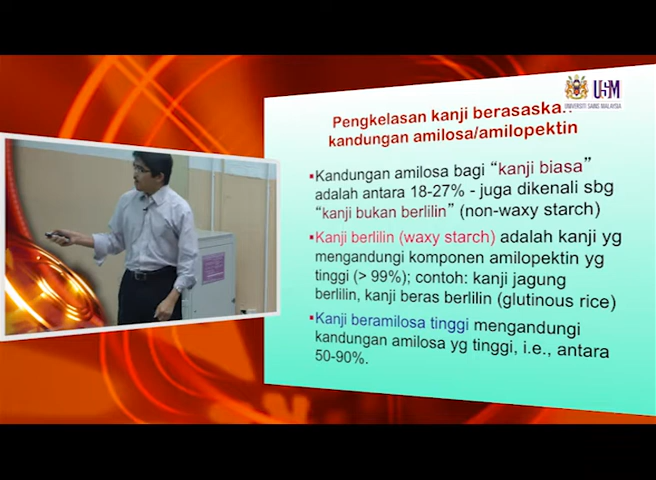 USM
UNIVERSITI SAINS MALAYSIA
Pengkelasan kanji berasaskan
kandungan amilosa/amilopektin
▪Kandungan amilosa bagi “kanji biasa”
adalah antara 18-27% - juga dikenali sbg
“kanji bukan berlilin” (non-waxy starch)
▪Kanji berlilin (waxy starch) adalah kanji yg
mengandungi komponen amilopektin yg
tinggi (> 99%); contoh: kanji jagung
berlilin, kanji beras berlilin (glutinous rice)
▪Kanji beramilosa tinggi mengandungi
kandungan amilosa yg tinggi, i.e., antara
50-90%.